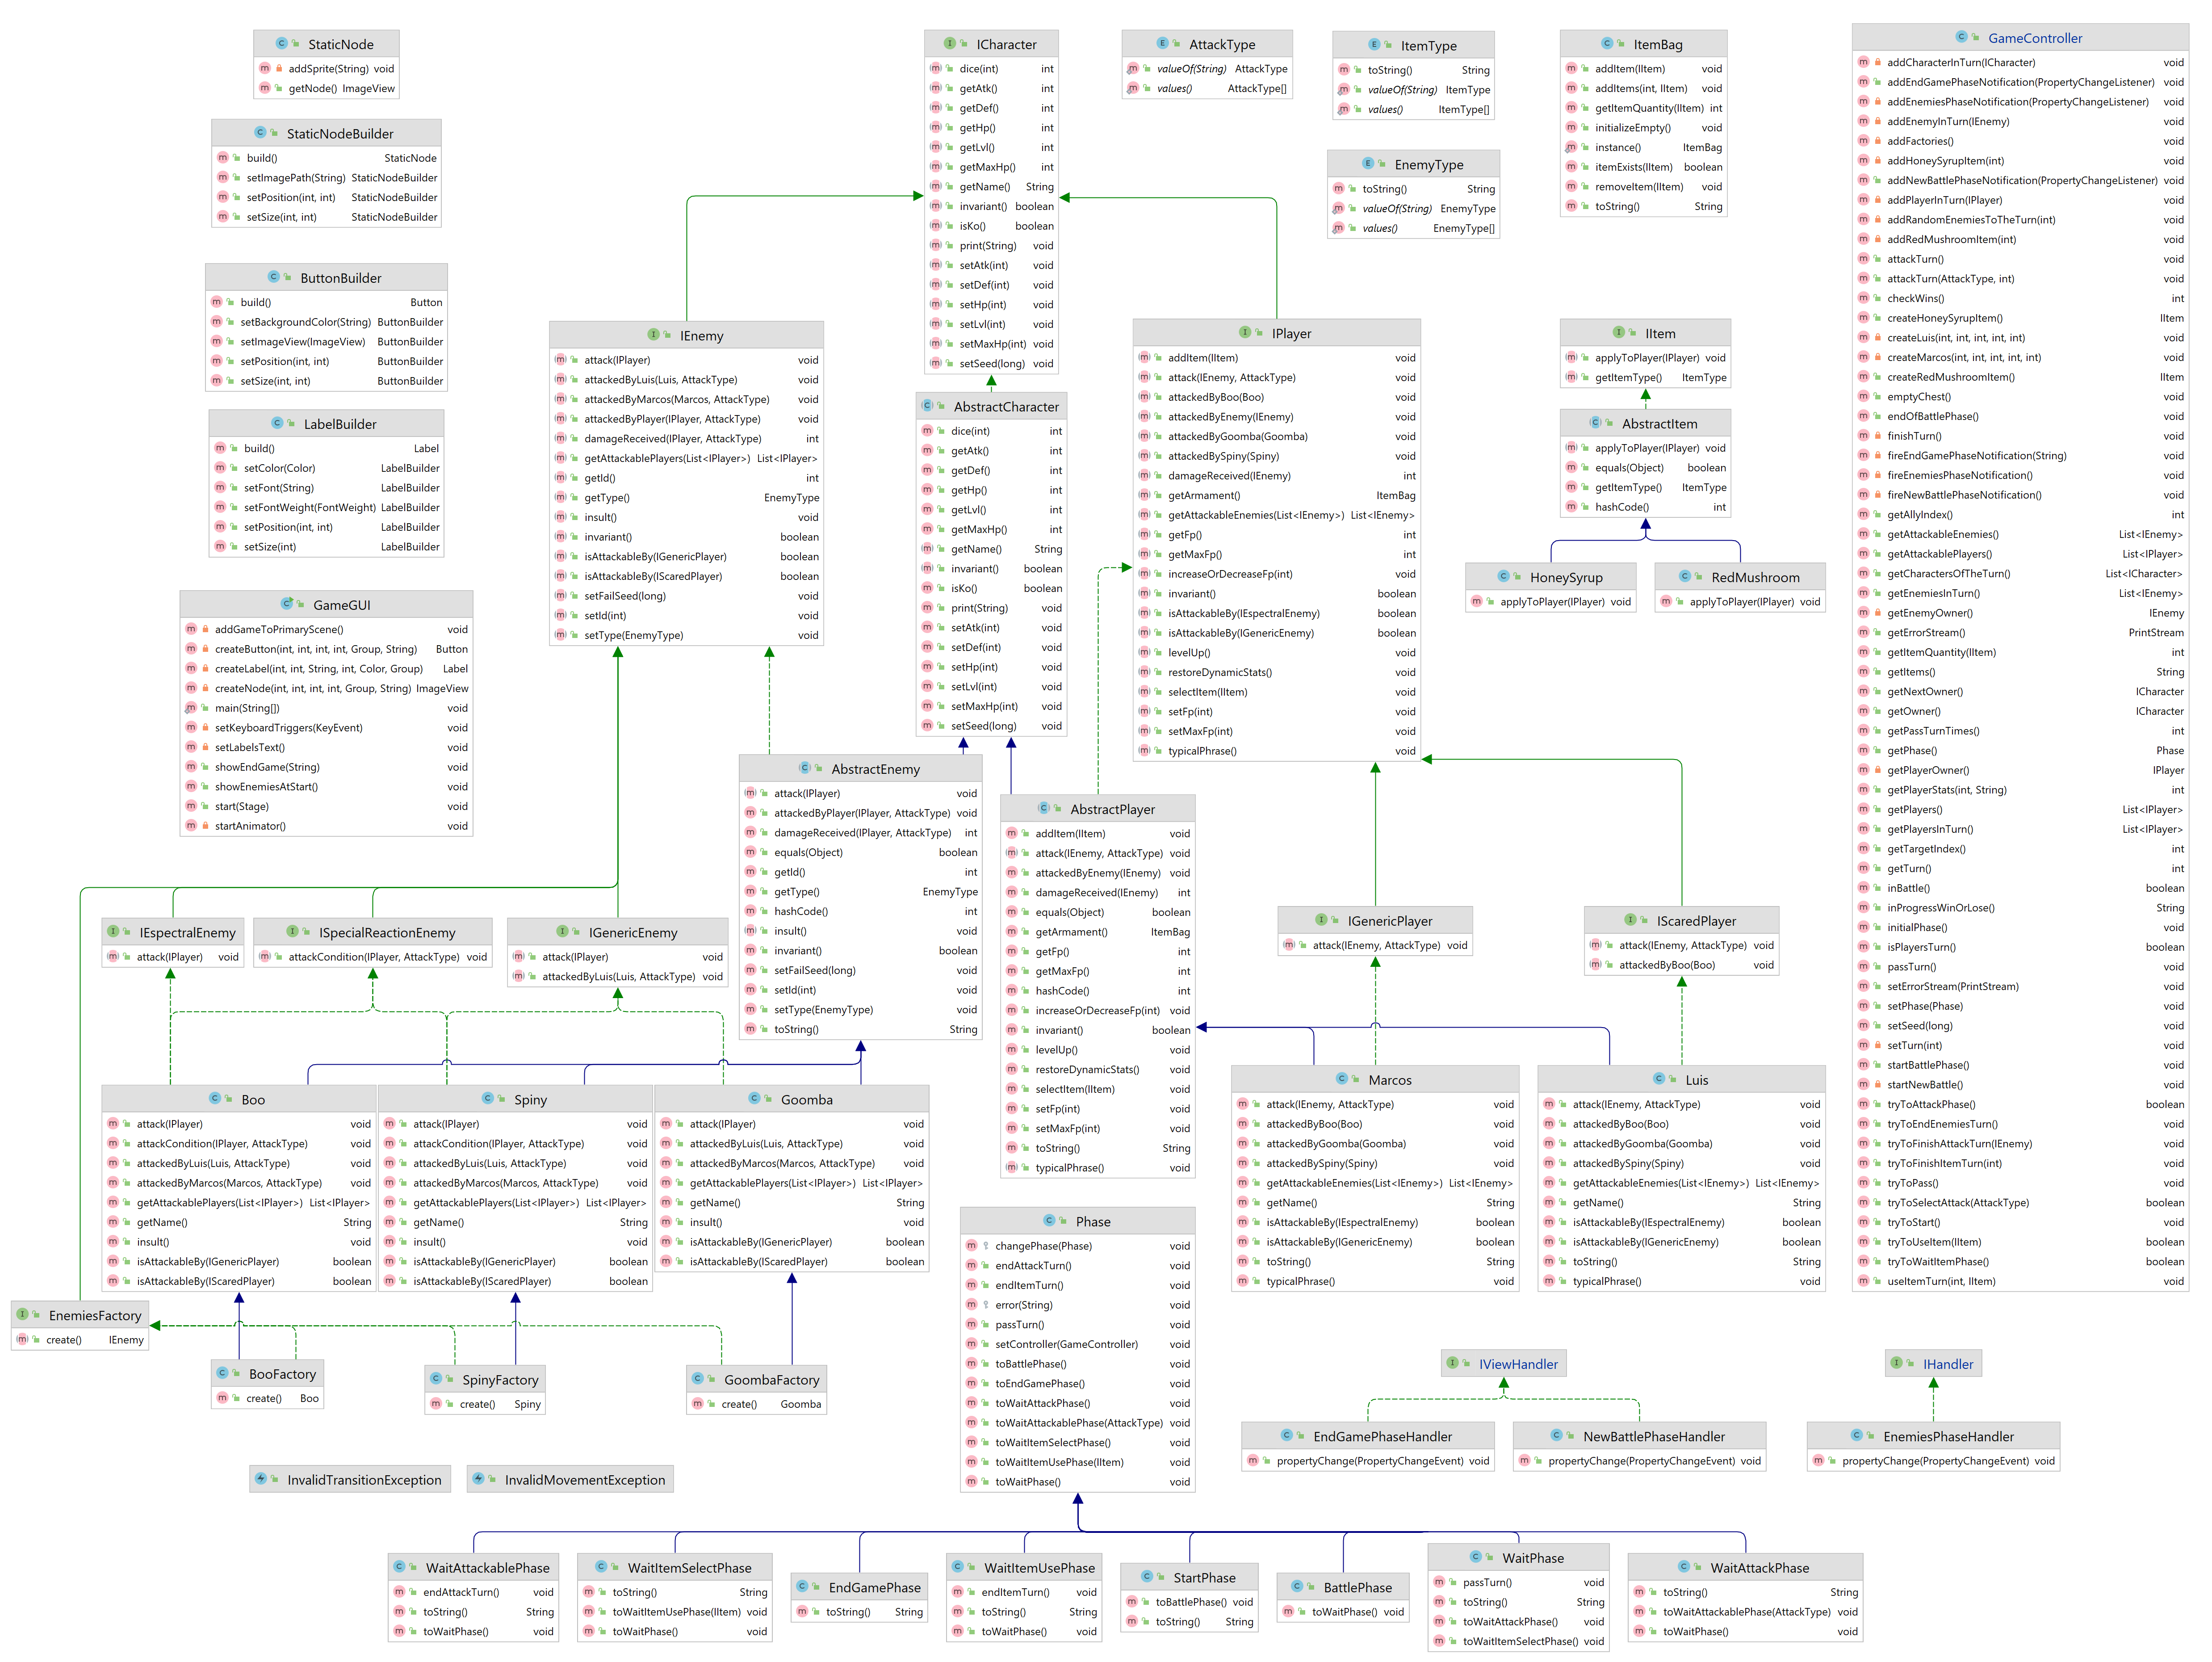 StaticNode
addSprite(String) void
getNode() ImageView
StaticNodeBuilder
build() StaticNode
setImagePath(String) StaticNodeBuilder
setPosition(int, int) StaticNodeBuilder
setSize(int, int) StaticNodeBuilder
ButtonBuilder
build() Button
setBackgroundColor(String) ButtonBuilder
setImageView(ImageView) ButtonBuilder
setPosition(int, int) ButtonBuilder
setSize(int, int) ButtonBuilder
LabelBuilder
build() Label
setColor(Color) LabelBuilder
setFont(String) LabelBuilder
setFontWeight(FontWeight) LabelBuilder
setPosition(int, int) LabelBuilder
setSize(int) LabelBuilder
GameGUI
addGameToPrimaryScene() void
createButton(int, int, int, int, Group, String) Button
createLabel(int, int, String, int, Color, Group) Label
createNode(int, int, int, int, Group, String) ImageView
main(String[]) void
setKeyboardTriggers(KeyEvent) void
setLabelsText() void
showEndGame(String) void
showEnemiesAtStart() void
start(Stage) void
startAnimator() void
ICharacter
dice(int) int
getAtk() int
getDef() int
getHp() int
getLvl() int
getMaxHp() int
getName() String
invariant() boolean
isKo() boolean
print(String) void
setAtk(int) void
setDef(int) void
setHp(int) void
setLvl(int) void
setMaxHp(int) void
setSeed(long) void
AttackType
valueOf(String) AttackType
values() AttackType[]
ItemType
toString() String
valueOf(String) ItemType
values() ItemType[]
EnemyType
toString() String
valueOf(String) EnemyType
values() EnemyType[]
ItemBag
addItem(IItem) void
addItems(int, IItem) void
getItemQuantity(IItem) int
initializeEmpty() void
instance() ItemBag
itemExists(IItem) boolean
removeItem(IItem) void
toString() String
GameController
addCharacterInTurn(ICharacter) void
addEndGamePhaseNotification(PropertyChangeListener) void
addEnemiesPhaseNotification(PropertyChangeListener) void
addEnemyInTurn(IEnemy) void
addFactories() void
addHoneySyrupItem(int) void
addNewBattlePhaseNotification(PropertyChangeListener) void
addPlayerInTurn(IPlayer) void
addRandomEnemiesToTheTurn(int) void
addRedMushroomItem(int) void
attackTurn() void
attackTurn(AttackType, int) void
checkWins() int
createHoneySyrupItem() IItem
createLuis(int, int, int, int, int) void
createMarcos(int, int, int, int, int) void
createRedMushroomItem() IItem
emptyChest() void
endOfBattlePhase() void
finishTurn() void
fireEndGamePhaseNotification(String) void
fireEnemiesPhaseNotification() void
fireNewBattlePhaseNotification() void
getAllyIndex() int
getAttackableEnemies() List<IEnemy>
getAttackablePlayers() List<IPlayer>
getCharactersOfTheTurn() List<ICharacter>
getEnemiesInTurn() List<IEnemy>
getEnemyOwner() IEnemy
getErrorStream() PrintStream
getItemQuantity(IItem) int
getItems() String
getNextOwner() ICharacter
getOwner() ICharacter
getPassTurnTimes() int
getPhase() Phase
getPlayerOwner() IPlayer
getPlayerStats(int, String) int
getPlayers() List<IPlayer>
getPlayersInTurn() List<IPlayer>
getTargetIndex() int
getTurn() int
inBattle() boolean
inProgressWinOrLose() String
initialPhase() void
isPlayersTurn() boolean
passTurn() void
setErrorStream(PrintStream) void
setPhase(Phase) void
setSeed(long) void
setTurn(int) void
startBattlePhase() void
startNewBattle() void
tryToAttackPhase() boolean
tryToEndEnemiesTurn() void
tryToFinishAttackTurn(IEnemy) void
tryToFinishItemTurn(int) void
tryToPass() void
tryToSelectAttack(AttackType) boolean
tryToStart() void
tryToUseItem(IItem) boolean
tryToWaitItemPhase() boolean
useItemTurn(int, IItem) void
IEnemy
attack(IPlayer) void
attackedByLuis(Luis, AttackType) void
attackedByMarcos(Marcos, AttackType) void
attackedByPlayer(IPlayer, AttackType) void
damageReceived(IPlayer, AttackType) int
getAttackablePlayers(List<IPlayer>) List<IPlayer>
getId() int
getType() EnemyType
insult() void
invariant() boolean
isAttackableBy(IGenericPlayer) boolean
isAttackableBy(IScaredPlayer) boolean
setFailSeed(long) void
setId(int) void
setType(EnemyType) void
AbstractCharacter
dice(int) int
getAtk() int
getDef() int
getHp() int
getLvl() int
getMaxHp() int
getName() String
invariant() boolean
isKo() boolean
print(String) void
setAtk(int) void
setDef(int) void
setHp(int) void
setLvl(int) void
setMaxHp(int) void
setSeed(long) void
IPlayer
addItem(IItem) void
attack(IEnemy, AttackType) void
attackedByBoo(Boo) void
attackedByEnemy(IEnemy) void
attackedByGoomba(Goomba) void
attackedBySpiny(Spiny) void
damageReceived(IEnemy) int
getArmament() ItemBag
getAttackableEnemies(List<IEnemy>) List<IEnemy>
getFp() int
getMaxFp() int
increaseOrDecreaseFp(int) void
invariant() boolean
isAttackableBy(IEspectralEnemy) boolean
isAttackableBy(IGenericEnemy) boolean
levelUp() void
restoreDynamicStats() void
selectItem(IItem) void
setFp(int) void
setMaxFp(int) void
typicalPhrase() void
IItem
applyToPlayer(IPlayer) void
getItemType() ItemType
AbstractItem
applyToPlayer(IPlayer) void
equals(Object) boolean
getItemType() ItemType
hashCode() int
HoneySyrup
applyToPlayer(IPlayer) void
RedMushroom
applyToPlayer(IPlayer) void
AbstractEnemy
attack(IPlayer) void
attackedByPlayer(IPlayer, AttackType) void
damageReceived(IPlayer, AttackType) int
equals(Object) boolean
getId() int
getType() EnemyType
hashCode() int
insult() void
invariant() boolean
setFailSeed(long) void
setId(int) void
setType(EnemyType) void
toString() String
AbstractPlayer
addItem(IItem) void
attack(IEnemy, AttackType) void
attackedByEnemy(IEnemy) void
damageReceived(IEnemy) int
equals(Object) boolean
getArmament() ItemBag
getFp() int
getMaxFp() int
hashCode() int
increaseOrDecreaseFp(int) void
invariant() boolean
levelUp() void
restoreDynamicStats() void
selectItem(IItem) void
setFp(int) void
setMaxFp(int) void
toString() String
typicalPhrase() void
IEspectralEnemy
attack(IPlayer) void
ISpecialReactionEnemy
attackCondition(IPlayer, AttackType) void
IGenericEnemy
attack(IPlayer) void
attackedByLuis(Luis, AttackType) void
IGenericPlayer
attack(IEnemy, AttackType) void
IScaredPlayer
attack(IEnemy, AttackType) void
attackedByBoo(Boo) void
Boo
attack(IPlayer) void
attackCondition(IPlayer, AttackType) void
attackedByLuis(Luis, AttackType) void
attackedByMarcos(Marcos, AttackType) void
getAttackablePlayers(List<IPlayer>) List<IPlayer>
getName() String
insult() void
isAttackableBy(IGenericPlayer) boolean
isAttackableBy(IScaredPlayer) boolean
Spiny
attack(IPlayer) void
attackCondition(IPlayer, AttackType) void
attackedByLuis(Luis, AttackType) void
attackedByMarcos(Marcos, AttackType) void
getAttackablePlayers(List<IPlayer>) List<IPlayer>
getName() String
insult() void
isAttackableBy(IGenericPlayer) boolean
isAttackableBy(IScaredPlayer) boolean
Goomba
attack(IPlayer) void
attackedByLuis(Luis, AttackType) void
attackedByMarcos(Marcos, AttackType) void
getAttackablePlayers(List<IPlayer>) List<IPlayer>
getName() String
insult() void
isAttackableBy(IGenericPlayer) boolean
isAttackableBy(IScaredPlayer) boolean
Marcos
attack(IEnemy, AttackType) void
attackedByBoo(Boo) void
attackedByGoomba(Goomba) void
attackedBySpiny(Spiny) void
getAttackableEnemies(List<IEnemy>) List<IEnemy>
getName() String
isAttackableBy(IEspectralEnemy) boolean
isAttackableBy(IGenericEnemy) boolean
toString() String
typicalPhrase() void
Luis
attack(IEnemy, AttackType) void
attackedByBoo(Boo) void
attackedByGoomba(Goomba) void
attackedBySpiny(Spiny) void
getAttackableEnemies(List<IEnemy>) List<IEnemy>
getName() String
isAttackableBy(IEspectralEnemy) boolean
isAttackableBy(IGenericEnemy) boolean
toString() String
typicalPhrase() void
EnemiesFactory
create() IEnemy
BooFactory
create() Boo
SpinyFactory
create() Spiny
GoombaFactory
create() Goomba
Phase
changePhase(Phase) void
endAttackTurn() void
endItemTurn() void
error(String) void
passTurn() void
setController(GameController) void
toBattlePhase() void
toEndGamePhase() void
toWaitAttackPhase() void
toWaitAttackablePhase(AttackType) void
toWaitItemSelectPhase() void
toWaitItemUsePhase(IItem) void
toWaitPhase() void
IViewHandler
IHandler
EndGamePhaseHandler
propertyChange(PropertyChangeEvent) void
NewBattlePhaseHandler
propertyChange(PropertyChangeEvent) void
EnemiesPhaseHandler
propertyChange(PropertyChangeEvent) void
InvalidTransitionException
InvalidMovementException
WaitAttackablePhase
endAttackTurn() void
toString() String
toWaitPhase() void
WaitItemSelectPhase
toString() String
toWaitItemUsePhase(IItem) void
toWaitPhase() void
EndGamePhase
toString() String
WaitItemUsePhase
endItemTurn() void
toString() String
toWaitPhase() void
StartPhase
toBattlePhase() void
toString() String
BattlePhase
toWaitPhase() void
WaitPhase
passTurn() void
toString() String
toWaitAttackPhase() void
toWaitItemSelectPhase() void
WaitAttackPhase
toString() String
toWaitAttackablePhase(AttackType) void
toWaitPhase() void